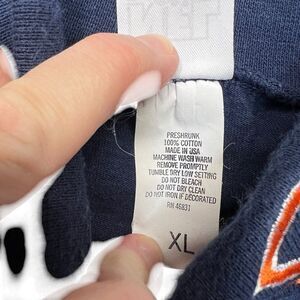 PRESHRUNK
100% COTTON
MADE IN USA
MACHINE WASH WARM
REMOVE PROMPTLY
TUMBLE DRY LOW SETTING
DO NOT BLEACH
DO NOT DRY CLEAN
DO NOT IRON IF DECORATED
RN 46831
XL